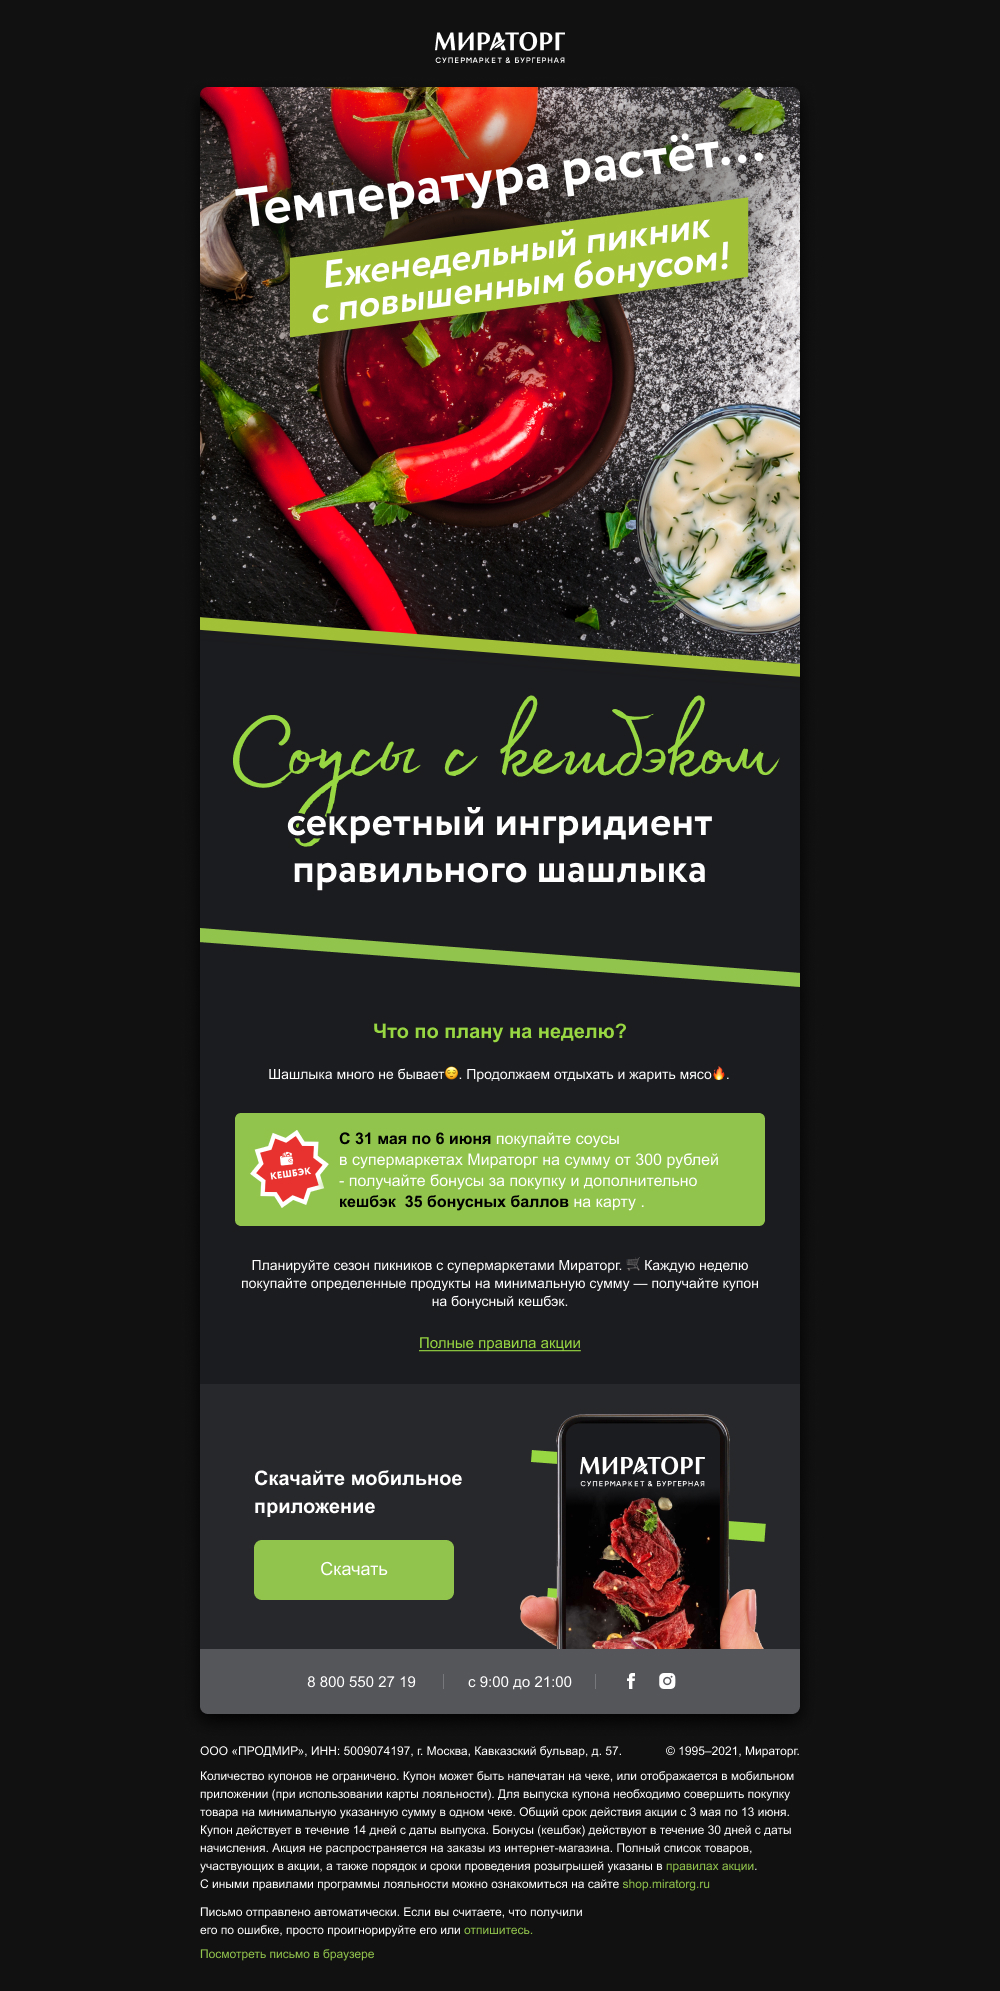 МИРАТОРГ
СУПЕРМАРКЕТ & БУРГЕРНАЯ
Температура растёт...
Еженедельный пикник
с повышенным бонусом!
Соусы с кешбэком
секретный ингридиент
правильного шашлыка
Что по плану на неделю?
Шашлыка много не бывает😌. Продолжаем отдыхать и жарить мясо🔥.
КЕШБЭК
С 31 мая по 6 июня покупайте соусы
в супермаркетах Мираторг на сумму от 300 рублей
- получайте бонусы за покупку и дополнительно
кешбэк  35 бонусных баллов на карту .
Планируйте сезон пикников с супермаркетами Мираторг. 🛒 Каждую неделю
покупайте определенные продукты на минимальную сумму — получайте купон
на бонусный кешбэк.
Полные правила акции
Скачайте мобильное
приложение
Скачать
МИРАТОРГ
СУПЕРМАРКЕТ & БУРГЕРНАЯ
8 800 550 27 19
с 9:00 до 21:00
ООО «ПРОДМИР», ИНН: 5009074197, г. Москва, Кавказский бульвар, д. 57.
© 1995–2021, Мираторг.
Количество купонов не ограничено. Купон может быть напечатан на чеке, или отображается в мобильном
приложении (при использовании карты лояльности). Для выпуска купона необходимо совершить покупку
товара на минимальную указанную сумму в одном чеке. Общий срок действия акции с 3 мая по 13 июня.
Купон действует в течение 14 дней с даты выпуска. Бонусы (кешбэк) действуют в течение 30 дней с даты
начисления. Акция не распространяется на заказы из интернет-магазина. Полный список товаров,
участвующих в акции, а также порядок и сроки проведения розыгрышей указаны в правилах акции.
С иными правилами программы лояльности можно ознакомиться на сайте shop.miratorg.ru
Письмо отправлено автоматически. Если вы считаете, что получили
его по ошибке, просто проигнорируйте его или отпишитесь.
Посмотреть письмо в браузере